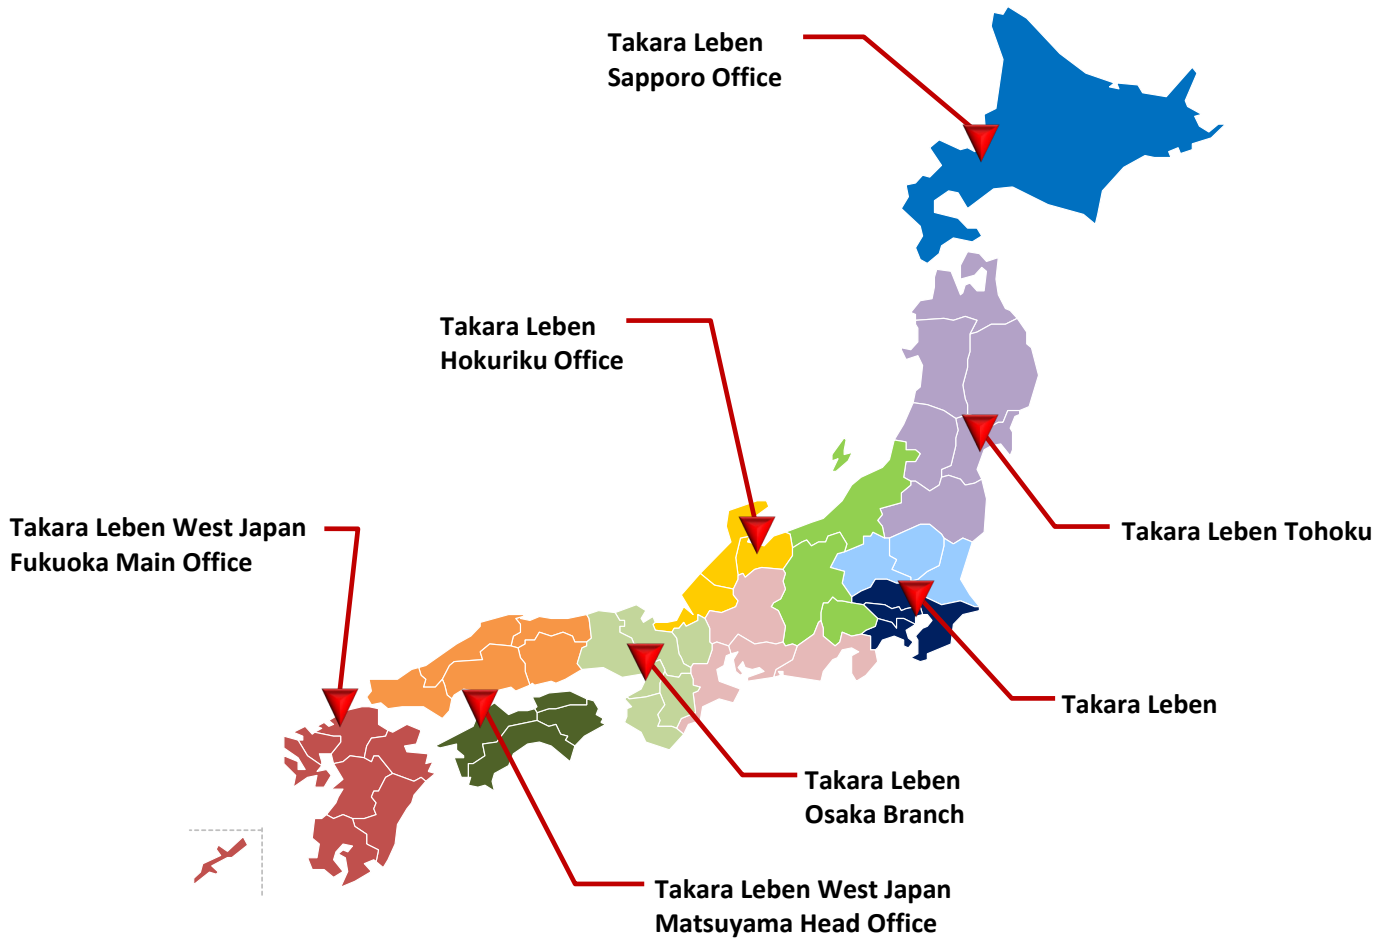 Takara Leben
Sapporo Office
Takara Leben
Hokuriku Office
Takara Leben West Japan
Fukuoka Main Office
Takara Leben Tohoku
Takara Leben
Takara Leben
Osaka Branch
Takara Leben West Japan
Matsuyama Head Office